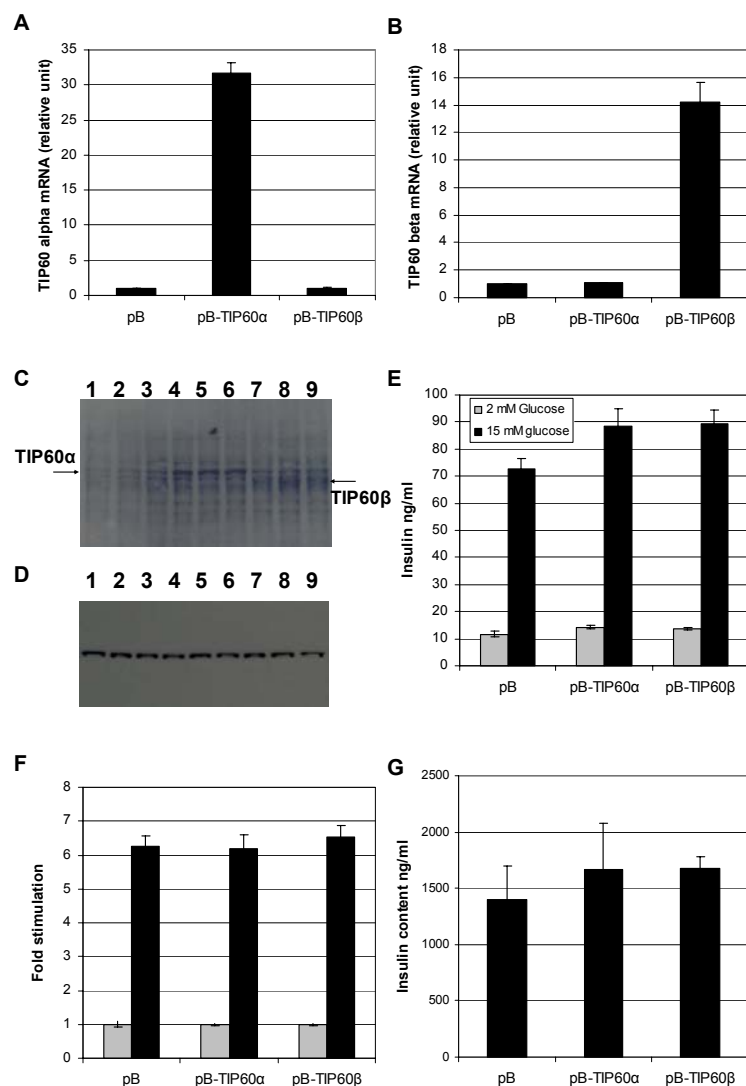 A
TIP60 alpha mRNA (relative unit)
35
30
25
20
15
10
5
0
pB pB-TIP60α pB-TIP60β
B
TIP60 beta mRNA (relative unit)
18
16
14
12
10
8
6
4
2
0
pB pB-TIP60α pB-TIP60β
C
1 2 3 4 5 6 7 8 9
TIP60α
TIP60β
D
1 2 3 4 5 6 7 8 9
E
Insulin ng/ml
100
90
80
70
60
50
40
30
20
10
0
2 mM Glucose
15 mM glucose
pB pB-TIP60α pB-TIP60β
F
Fold stimulation
8
7
6
5
4
3
2
1
0
pB pB-TIP60α pB-TIP60β
G
Insulin content ng/ml
2500
2000
1500
1000
500
0
pB pB-TIP60α pB-TIP60β